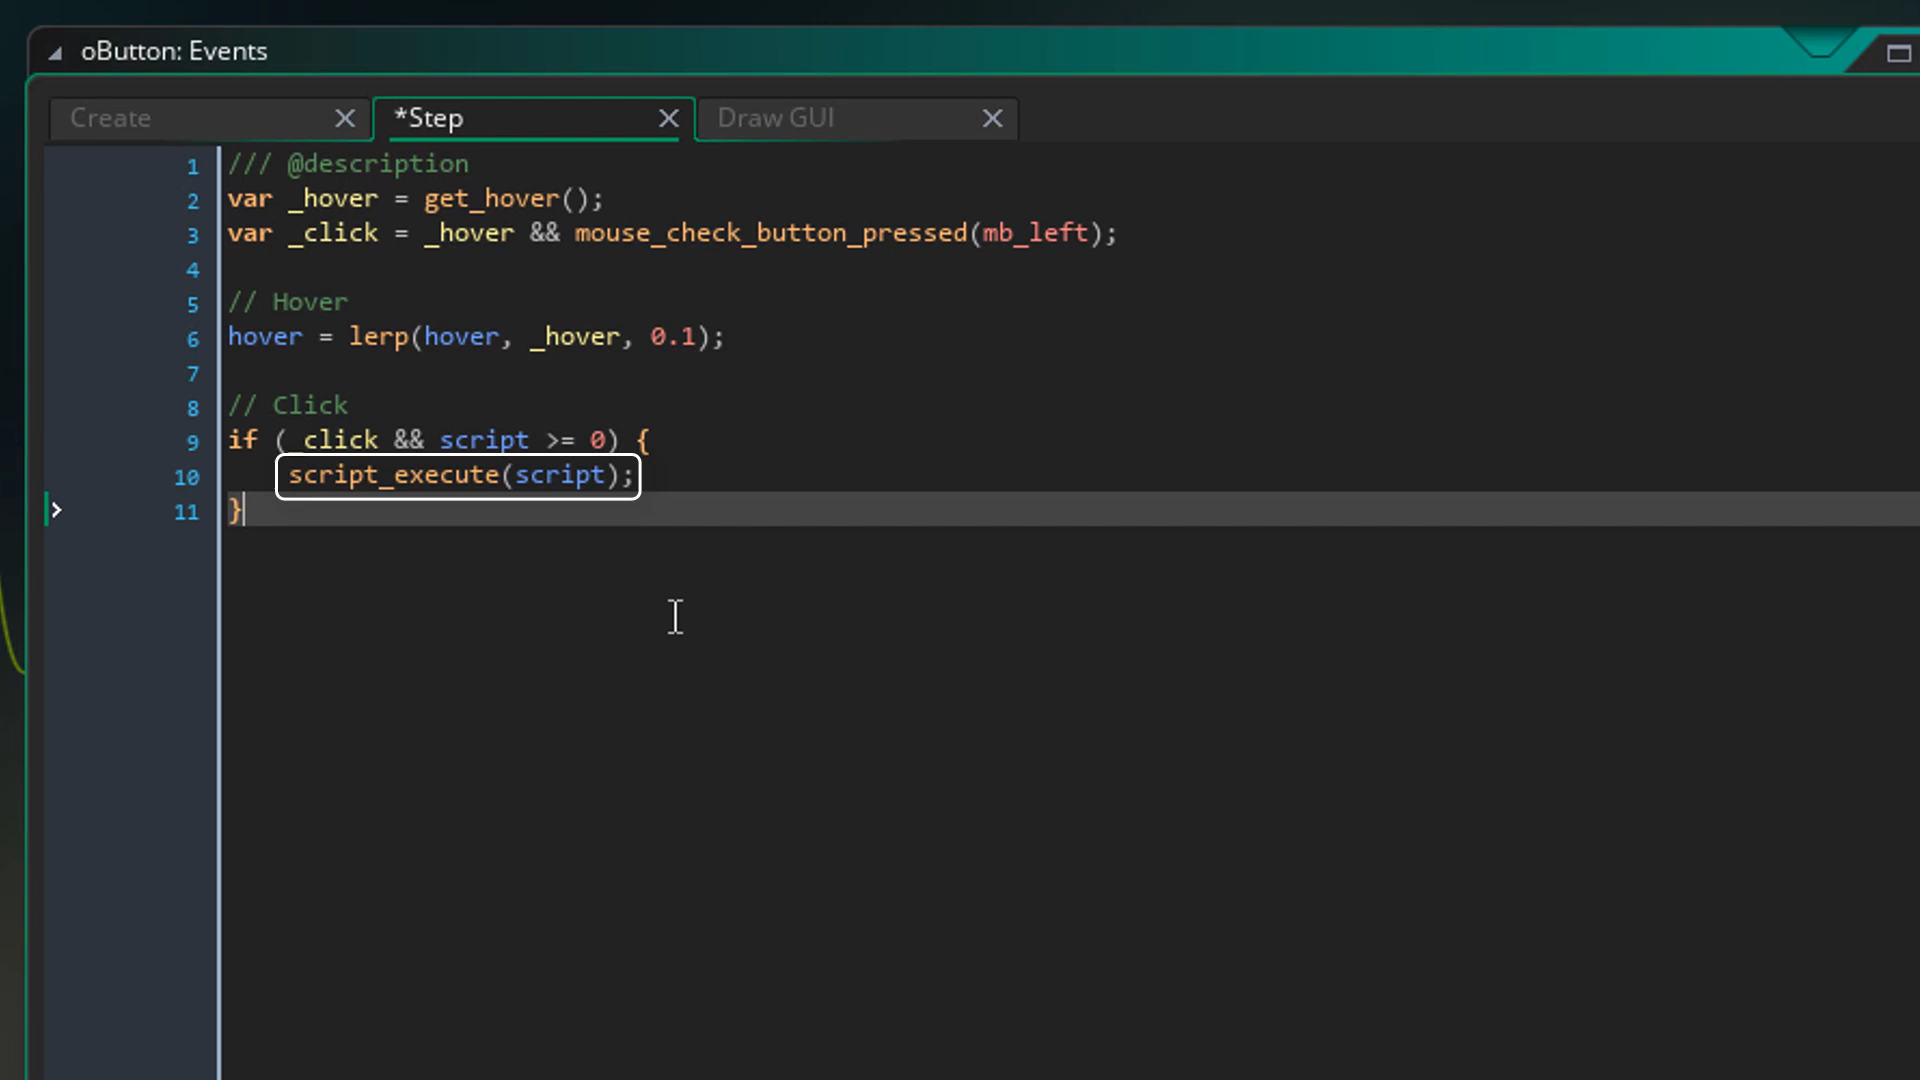 oButton: Events
Create
*Step
Draw GUI
1 /// @description
2 var _hover = get_hover();
3 var _click = _hover && mouse_check_button_pressed(mb_left);
4
5 // Hover
6 hover = lerp(hover, _hover, 0.1);
7
8 // Click
9 if (_click && script >= 0) {
10 script_execute(script);
11 }